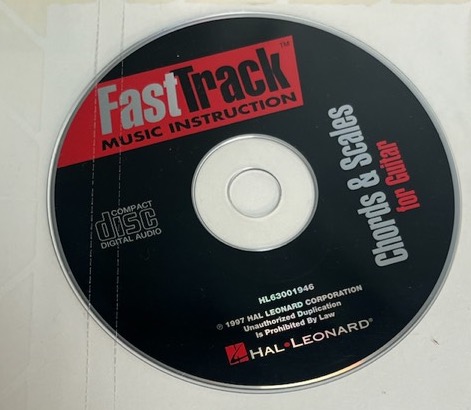 FastTrack™
MUSIC INSTRUCTION
Chords & Scales
for Guitar
COMPACT
disc
DIGITAL AUDIO
HL63001946
℗ 1997 HAL LEONARD CORPORATION
Unauthorized Duplication
Is Prohibited By Law
HAL•LEONARD®